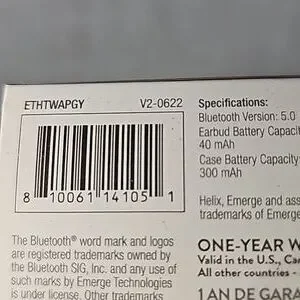 ETHTWAPGY V2-0622
8 10061 14105 1
The Bluetooth® word mark and logos
are registered trademarks owned by
the Bluetooth SIG, Inc. and any use of
such marks by Emerge Technologies
is under license. Other trademarks
Specifications:
Bluetooth Version: 5.0
Earbud Battery Capacity
40 mAh
Case Battery Capacity:
300 mAh
Helix, Emerge and ass
trademarks of Emerge
ONE-YEAR W
Valid in the U.S., Ca
All other countries -
1 AN DE GARA